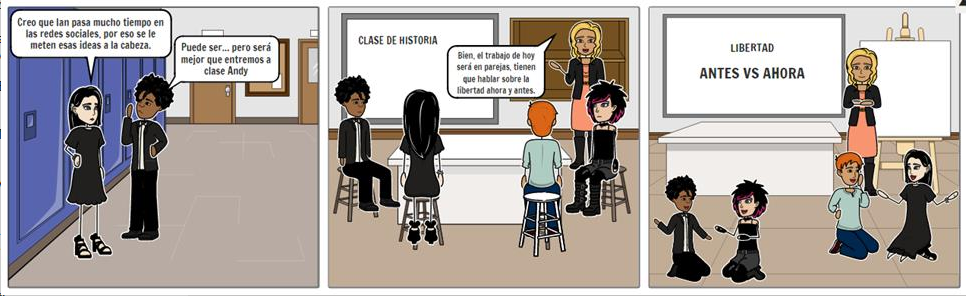 Creo que Ian pasa mucho tiempo en
las redes sociales, por eso se le
meten esas ideas a la cabeza.
Puede ser... pero será
mejor que entremos a
clase Andy
CLASE DE HISTORIA
Bien, el trabajo de hoy
será en parejas, tienen
que hablar sobre la
libertad ahora y antes.
LIBERTAD
ANTES VS AHORA